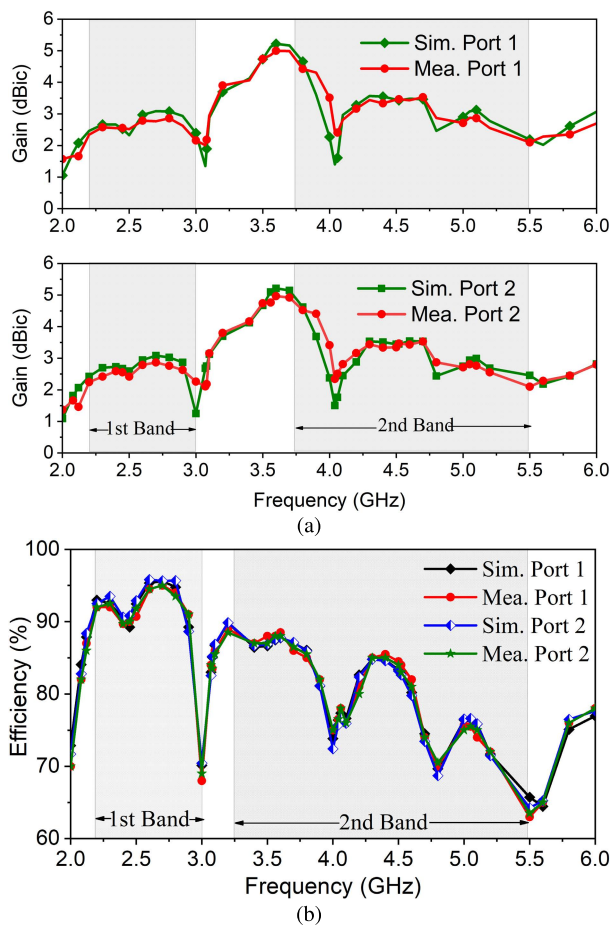 6
5
4
3
2
1
0
Gain (dBic)
Sim. Port 1
Mea. Port 1
2.0 2.5 3.0 3.5 4.0 4.5 5.0 5.5 6.0
6
5
4
3
2
1
0
Gain (dBic)
Sim. Port 2
Mea. Port 2
1st Band
2nd Band
2.0 2.5 3.0 3.5 4.0 4.5 5.0 5.5 6.0
Frequency (GHz)
(a)
100
90
80
70
60
Efficiency (%)
Sim. Port 1
Mea. Port 1
Sim. Port 2
Mea. Port 2
1st Band
2nd Band
2.0 2.5 3.0 3.5 4.0 4.5 5.0 5.5 6.0
Frequency (GHz)
(b)